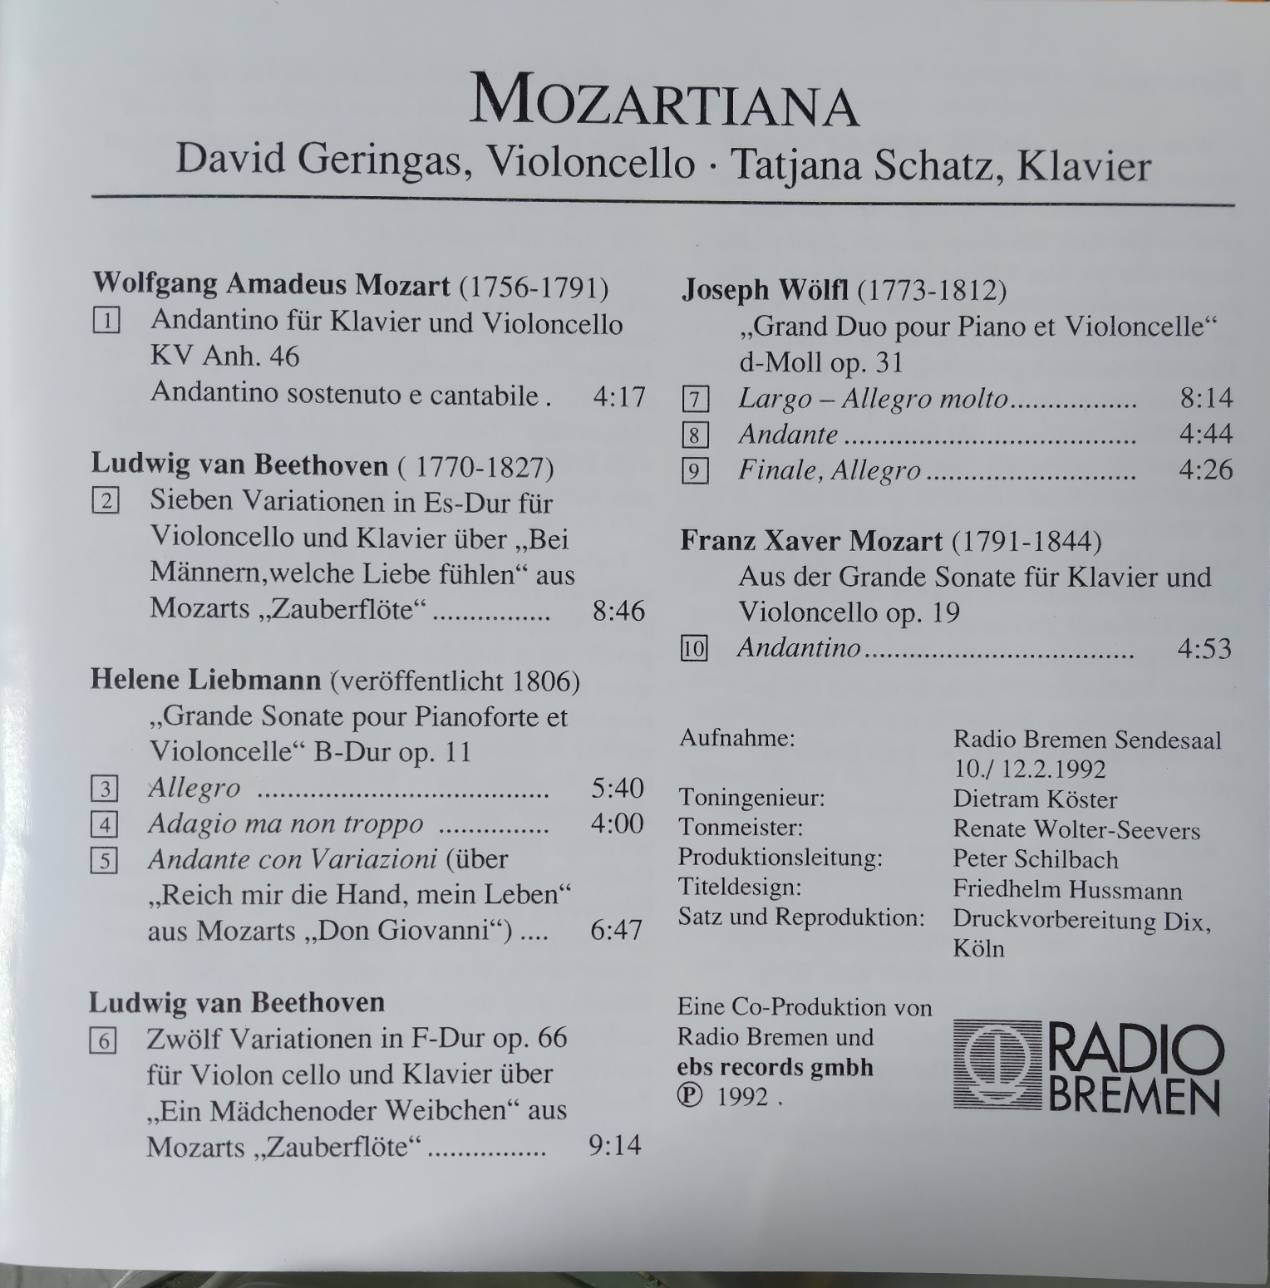 MOZARTIANA
David Geringas, Violoncello · Tatjana Schatz, Klavier
Wolfgang Amadeus Mozart (1756-1791)
1 Andantino für Klavier und Violoncello
KV Anh. 46
Andantino sostenuto e cantabile . 4:17
Ludwig van Beethoven ( 1770-1827)
2 Sieben Variationen in Es-Dur für
Violoncello und Klavier über „Bei
Männern,welche Liebe fühlen“ aus
Mozarts „Zauberflöte“ ................ 8:46
Helene Liebmann (veröffentlicht 1806)
„Grande Sonate pour Pianoforte et
Violoncelle“ B-Dur op. 11
3 Allegro ....................................... 5:40
4 Adagio ma non troppo ............... 4:00
5 Andante con Variazioni (über
„Reich mir die Hand, mein Leben“
aus Mozarts „Don Giovanni“) .... 6:47
Ludwig van Beethoven
6 Zwölf Variationen in F-Dur op. 66
für Violon cello und Klavier über
„Ein Mädchenoder Weibchen“ aus
Mozarts „Zauberflöte“ ................ 9:14
Joseph Wölfl (1773-1812)
„Grand Duo pour Piano et Violoncelle“
d-Moll op. 31
7 Largo – Allegro molto................. 8:14
8 Andante ....................................... 4:44
9 Finale, Allegro ............................ 4:26
Franz Xaver Mozart (1791-1844)
Aus der Grande Sonate für Klavier und
Violoncello op. 19
10 Andantino.................................... 4:53
Aufnahme: Radio Bremen Sendesaal
10./ 12.2.1992
Toningenieur: Dietram Köster
Tonmeister: Renate Wolter-Seevers
Produktionsleitung: Peter Schilbach
Titeldesign: Friedhelm Hussmann
Satz und Reproduktion: Druckvorbereitung Dix,
Köln
Eine Co-Produktion von
Radio Bremen und
ebs records gmbh
℗ 1992 .
RADIO
BREMEN